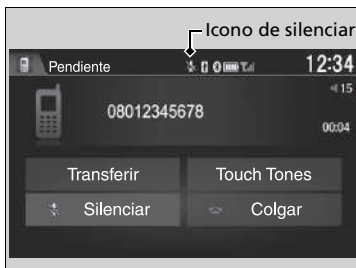 Icono de silenciar
Pendiente
12:34
15
08012345678
00:04
Transferir
Touch Tones
Silenciar
Colgar